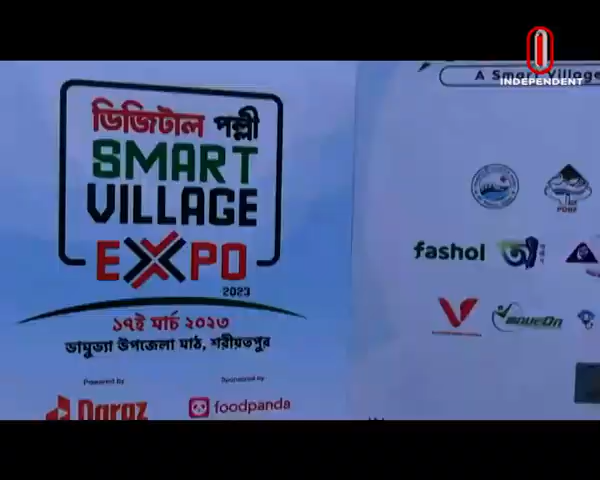 INDEPENDENT
A Smart Village
ডিজিটাল পল্লী
SMART
VILLAGE
EXPO
2023
১৭ই মার্চ ২০২৩
ডামুড্যা উপজেলা মাঠ, শরীয়তপুর
Powered by
Daraz
Sponsored by
foodpanda
fashol
PDBF